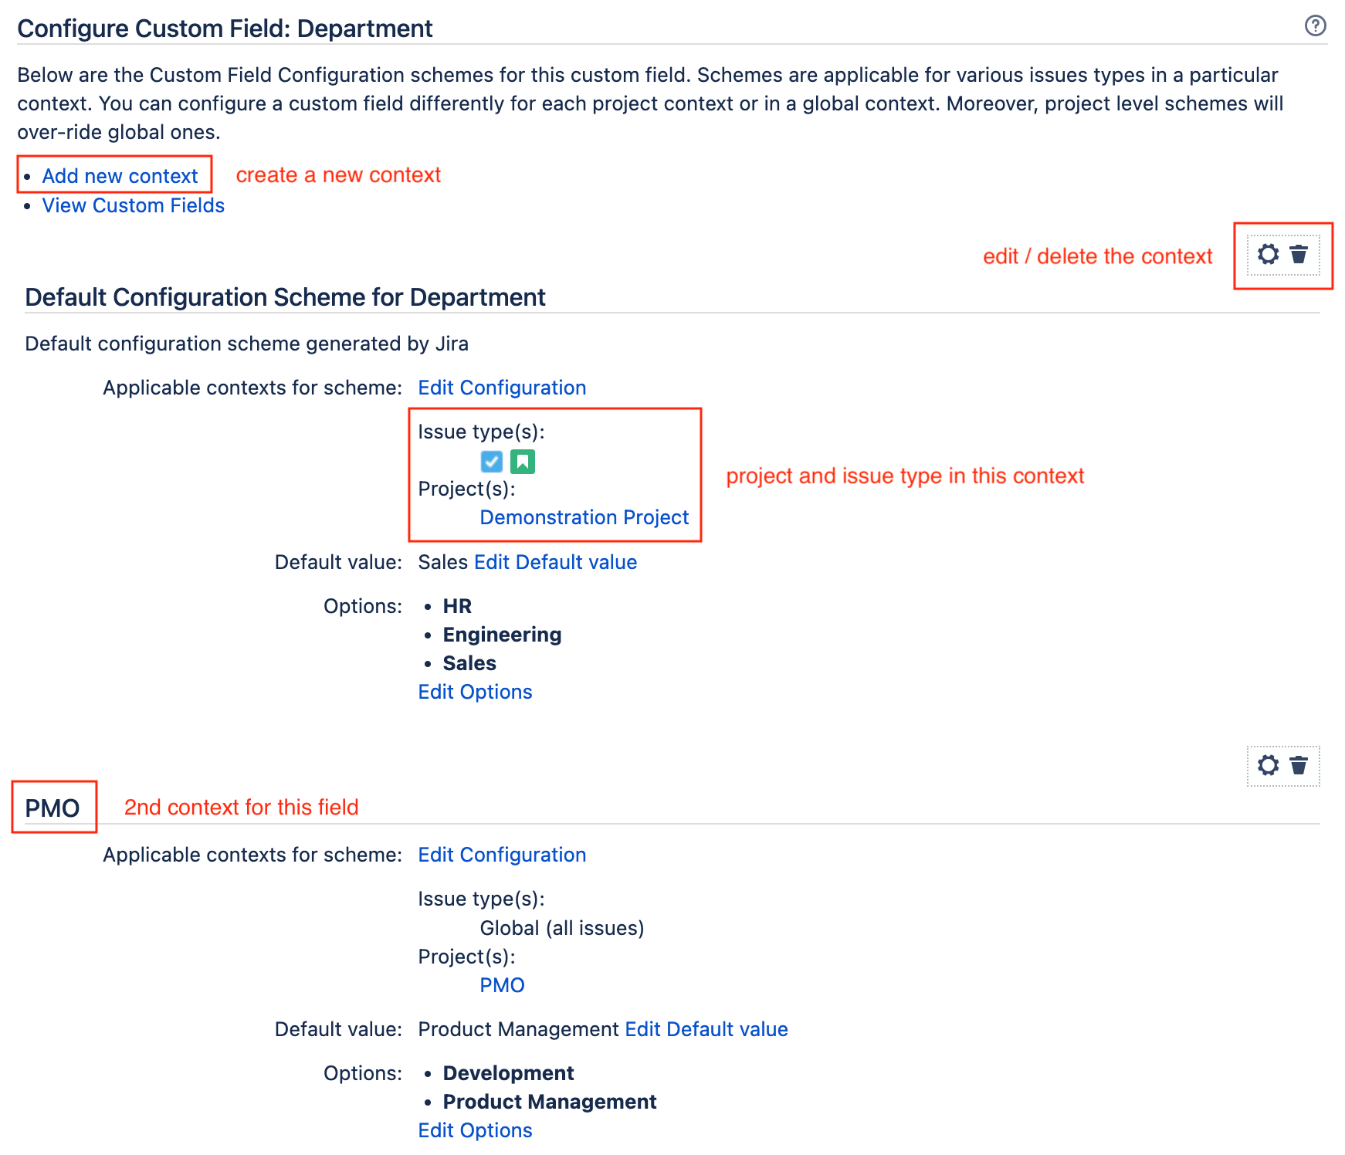 Configure Custom Field: Department
Below are the Custom Field Configuration schemes for this custom field. Schemes are applicable for various issues types in a particular
context. You can configure a custom field differently for each project context or in a global context. Moreover, project level schemes will
over-ride global ones.
• Add new context create a new context
• View Custom Fields
edit / delete the context
Default Configuration Scheme for Department
Default configuration scheme generated by Jira
Applicable contexts for scheme: Edit Configuration
Issue type(s):
project and issue type in this context
Project(s):
Demonstration Project
Default value: Sales Edit Default value
Options: • HR
• Engineering
• Sales
Edit Options
PMO 2nd context for this field
Applicable contexts for scheme: Edit Configuration
Issue type(s):
Global (all issues)
Project(s):
PMO
Default value: Product Management Edit Default value
Options: • Development
• Product Management
Edit Options